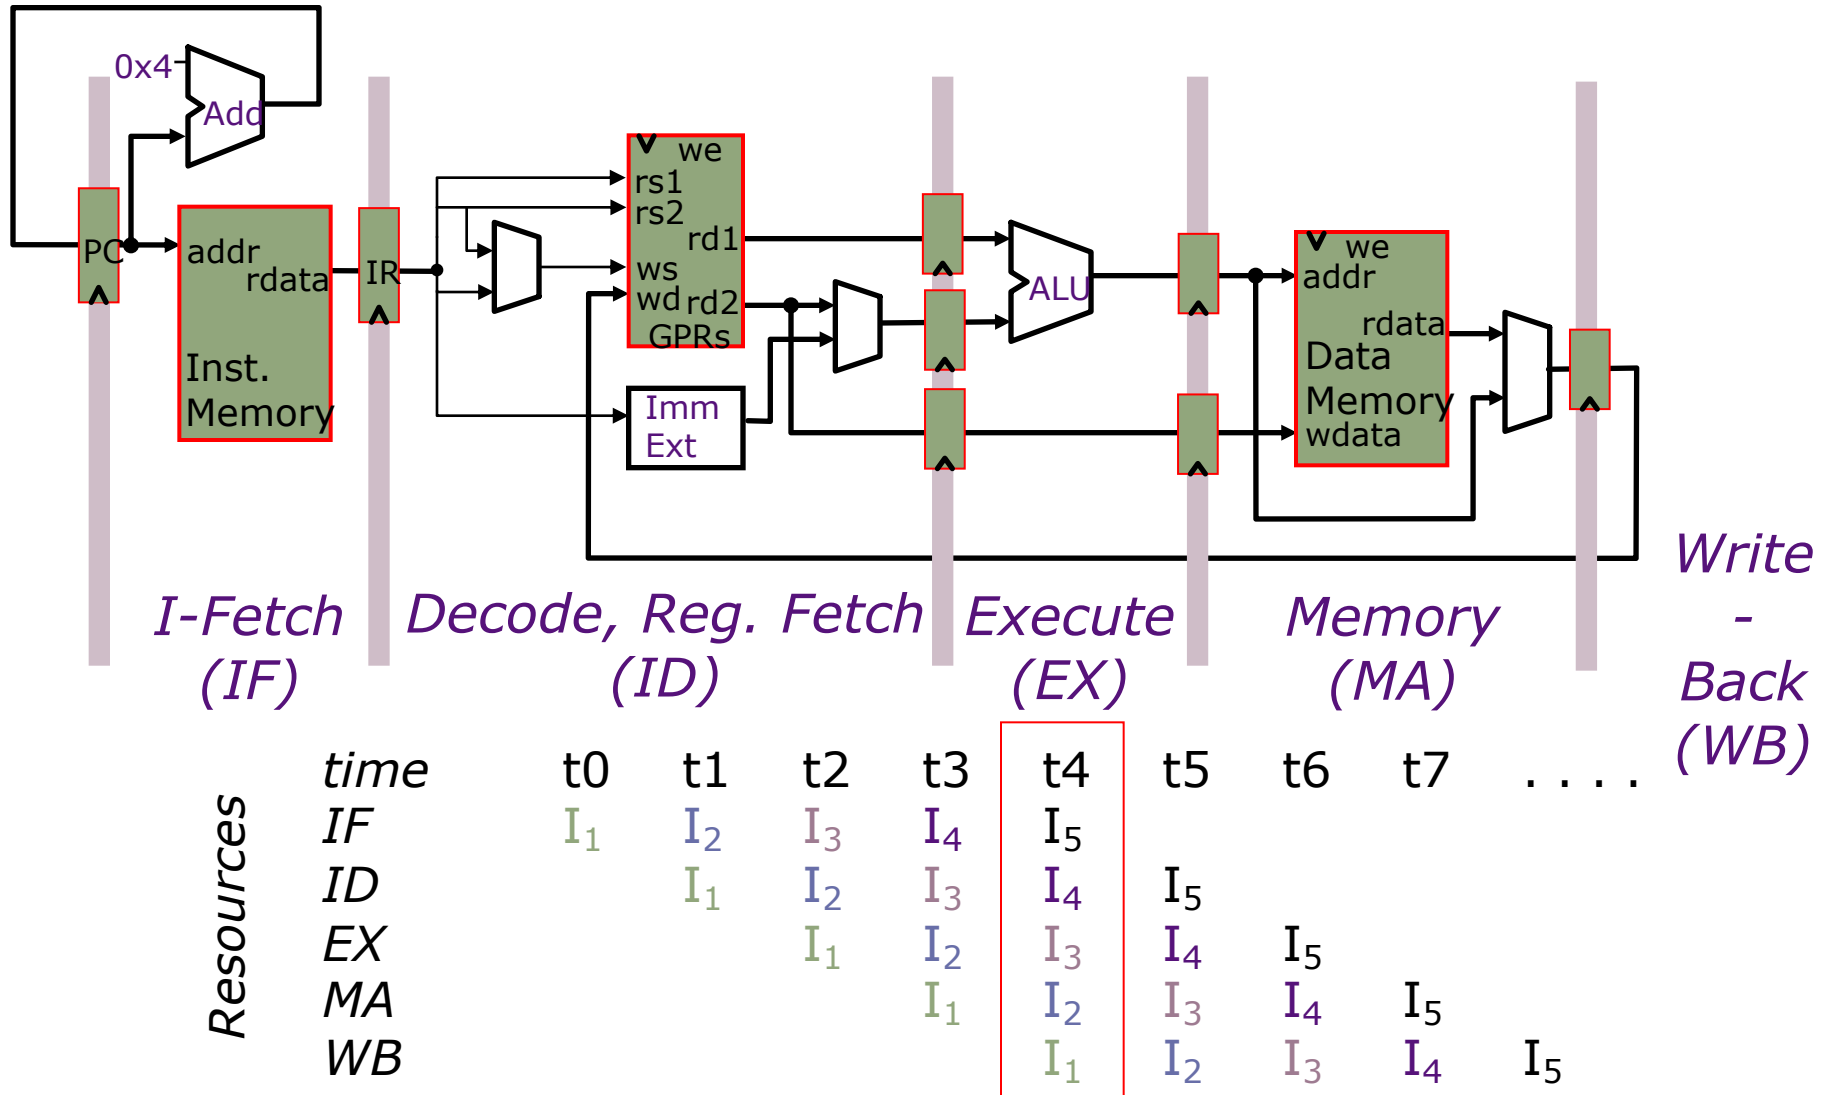 0x4
Add
PC
addr
rdata
Inst.
Memory
IR
we
rs1
rs2
rd1
ws
wd rd2
GPRs
Imm
Ext
ALU
we
addr
rdata
Data
Memory
wdata
I-Fetch
(IF)
Decode, Reg. Fetch
(ID)
Execute
(EX)
Memory
(MA)
Write
-
Back
(WB)
Resources
time t0 t1 t2 t3 t4 t5 t6 t7 . . . .
IF I₁ I₂ I₃ I₄ I₅
ID I₁ I₂ I₃ I₄ I₅
EX I₁ I₂ I₃ I₄ I₅
MA I₁ I₂ I₃ I₄ I₅
WB I₁ I₂ I₃ I₄ I₅